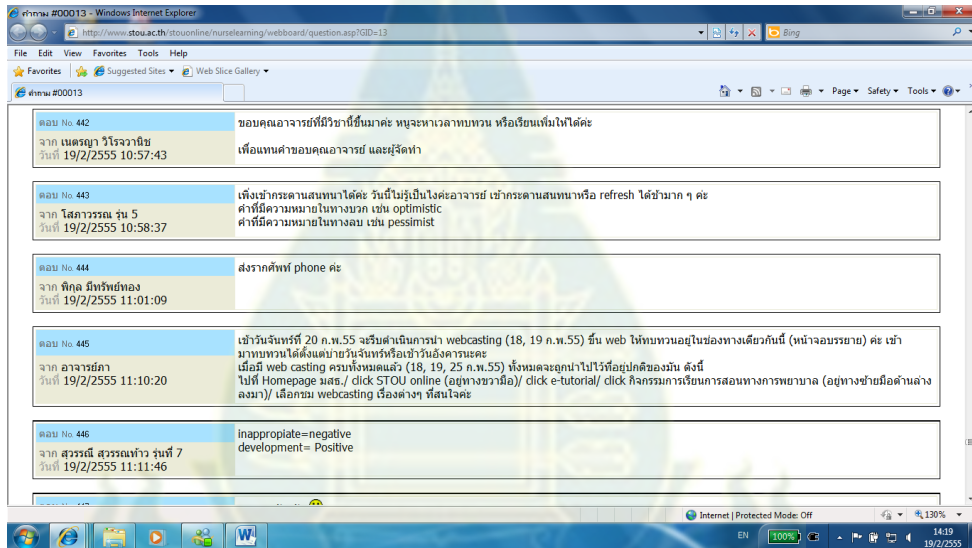 คำถาม #00013 - Windows Internet Explorer
http://www.stou.ac.th/stouonline/nurselearning/webboard/question.asp?GID=13
Bing
File Edit View Favorites Tools Help
Favorites Suggested Sites Web Slice Gallery
คำถาม #00013
Page Safety Tools
ตอบ No. 442
จาก เนตรญา วิโรจวานิช
วันที่ 19/2/2555 10:57:43
ขอบคุณอาจารย์ที่มีวิชานี้ขึ้นมาค่ะ หนูจะหาเวลาทบทวน หรือเรียนเพิ่มให้ได้ค่ะ
เพื่อแทนคำขอบคุณอาจารย์ และผู้จัดทำ
ตอบ No. 443
จาก โสภาวรรณ รุ่น 5
วันที่ 19/2/2555 10:58:37
เพิ่งเข้ากระดานสนทนาได้ค่ะ วันนี้ไม่รู้เป็นไงค่ะอาจารย์ เข้ากระดานสนทนาหรือ refresh ได้ช้ามาก ๆ ค่ะ
คำที่มีความหมายในทางบวก เช่น optimistic
คำที่มีความหมายในทางลบ เช่น pessimist
ตอบ No. 444
จาก พิกุล มีทรัพย์ทอง
วันที่ 19/2/2555 11:01:09
ส่งรากศัพท์ phone ค่ะ
ตอบ No. 445
จาก อาจารย์ภา
วันที่ 19/2/2555 11:10:20
เช้าวันจันทร์ที่ 20 ก.พ.55 จะรีบดำเนินการนำ webcasting (18, 19 ก.พ.55) ขึ้น web ให้ทบทวนอยู่ในช่องทางเดียวกันนี้ (หน้าจอบรรยาย) ค่ะ เข้า
มาทบทวนได้ตั้งแต่บ่ายวันจันทร์หรือเช้าวันอังคารนะคะ
เมื่อมี web casting ครบทั้งหมดแล้ว (18, 19, 25 ก.พ.55) ทั้งหมดจะถูกนำไปไว้ที่อยู่ปกติของมัน ดังนี้
ไปที่ Homepage มสธ./ click STOU online (อยู่ทางขวามือ)/ click e-tutorial/ click กิจกรรมการเรียนการสอนทางการพยาบาล (อยู่ทางซ้ายมือด้านล่าง
ลงมา)/ เลือกชม webcasting เรื่องต่างๆ ที่สนใจค่ะ
ตอบ No. 446
จาก สุวรรณี สุวรรณท้าว รุ่นที่ 7
วันที่ 19/2/2555 11:11:46
inappropiate=negative
development= Positive
Internet | Protected Mode: Off
130%
EN
100%
14:19
19/2/2555